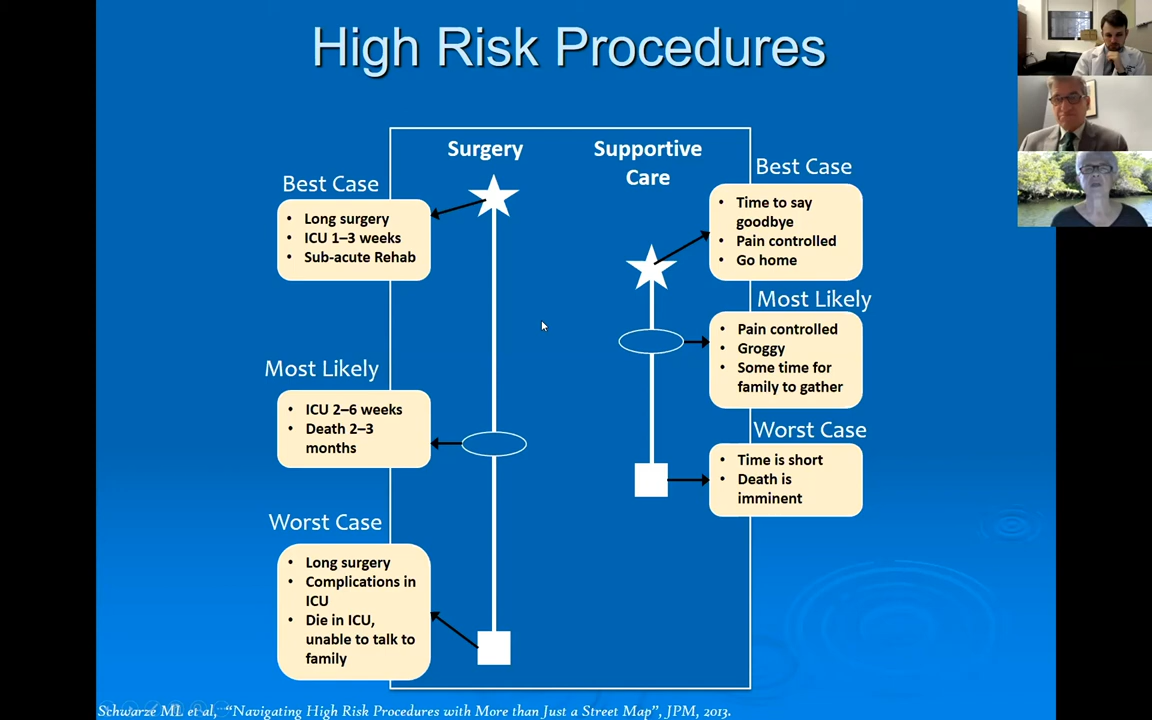 High Risk Procedures
Surgery
Supportive
Care
Best Case
• Long surgery
• ICU 1–3 weeks
• Sub-acute Rehab
Most Likely
• ICU 2–6 weeks
• Death 2–3
months
Worst Case
• Long surgery
• Complications in
ICU
• Die in ICU,
unable to talk to
family
Best Case
• Time to say
goodbye
• Pain controlled
• Go home
Most Likely
• Pain controlled
• Groggy
• Some time for
family to gather
Worst Case
• Time is short
• Death is
imminent
Schwarze ML et al, “Navigating High Risk Procedures with More than Just a Street Map”, JPM, 2013.